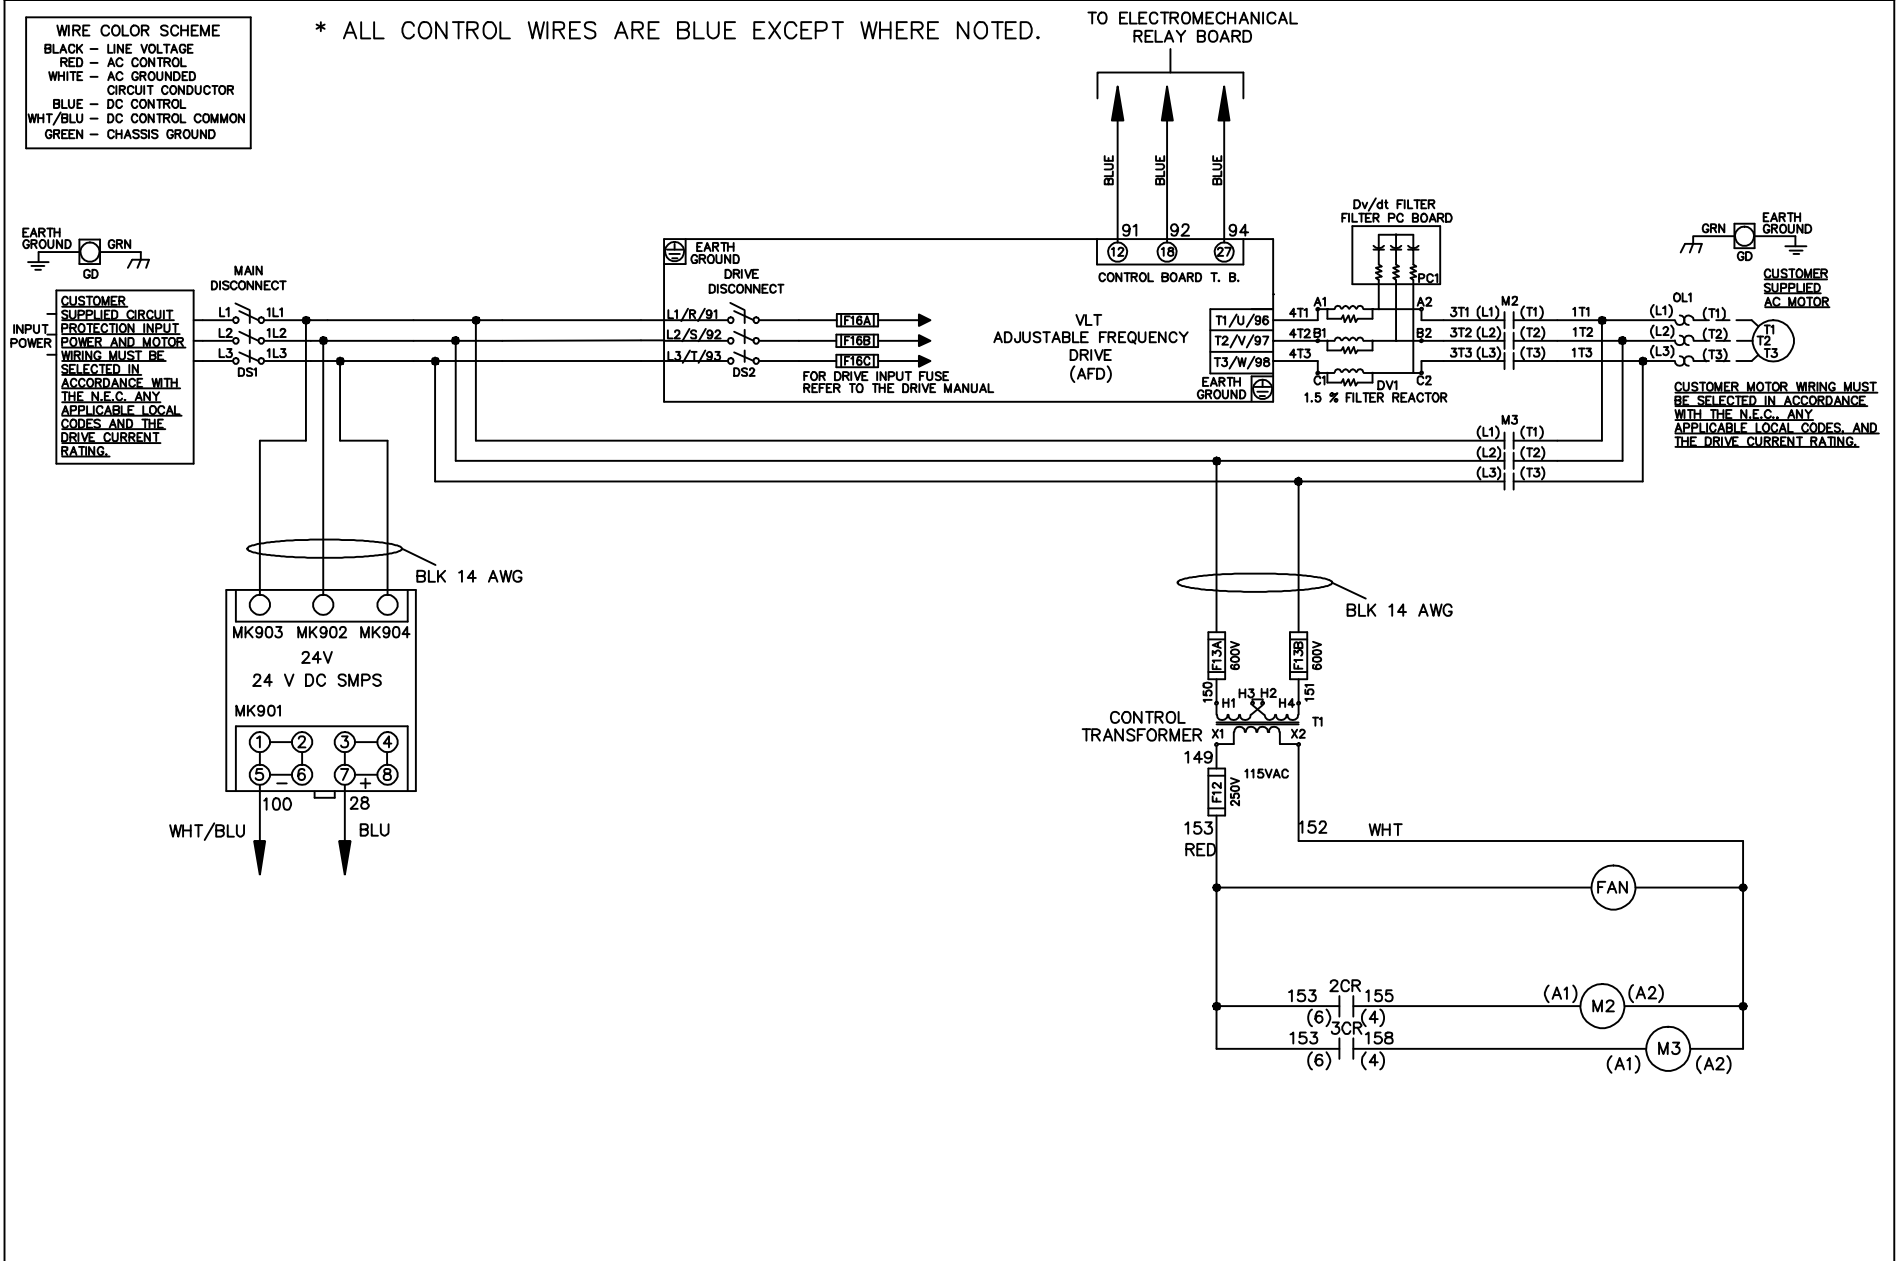 WIRE COLOR SCHEME
BLACK – LINE VOLTAGE
RED – AC CONTROL
WHITE – AC GROUNDED
CIRCUIT CONDUCTOR
BLUE – DC CONTROL
WHT/BLU – DC CONTROL COMMON
GREEN – CHASSIS GROUND
* ALL CONTROL WIRES ARE BLUE EXCEPT WHERE NOTED.
TO ELECTROMECHANICAL
RELAY BOARD
BLUE
BLUE
BLUE
91 92 94
12 18 27
CONTROL BOARD T. B.
EARTH
GROUND
GRN
GD
MAIN
DISCONNECT
L1 1L1
L2 1L2
L3 1L3
DS1
INPUT
POWER
CUSTOMER
SUPPLIED CIRCUIT
PROTECTION INPUT
POWER AND MOTOR
WIRING MUST BE
SELECTED IN
ACCORDANCE WITH
THE N.E.C. ANY
APPLICABLE LOCAL
CODES AND THE
DRIVE CURRENT
RATING.
EARTH
GROUND
DRIVE
DISCONNECT
L1/R/91
L2/S/92
L3/T/93
DS2
IF16A
IF16B
IF16C
FOR DRIVE INPUT FUSE
REFER TO THE DRIVE MANUAL
VLT
ADJUSTABLE FREQUENCY
DRIVE
(AFD)
T1/U/96
T2/V/97
T3/W/98
EARTH
GROUND
Dv/dt FILTER
FILTER PC BOARD
PC1
4T1 A1 A2 3T1 (L1) M2 (T1) 1T1
4T2 B1 B2 3T2 (L2) (T2) 1T2
4T3 C1 C2 3T3 (L3) (T3) 1T3
DV1
1.5 % FILTER REACTOR
OL1
(L1) (T1)
(L2) (T2)
(L3) (T3)
T1
T2
T3
GRN
GD
EARTH
GROUND
CUSTOMER
SUPPLIED
AC MOTOR
CUSTOMER MOTOR WIRING MUST
BE SELECTED IN ACCORDANCE
WITH THE N.E.C., ANY
APPLICABLE LOCAL CODES, AND
THE DRIVE CURRENT RATING.
M3
(L1) (T1)
(L2) (T2)
(L3) (T3)
BLK 14 AWG
MK903 MK902 MK904
24V
24 V DC SMPS
MK901
1 2 3 4
5 – 6 7 + 8
100 28
WHT/BLU BLU
BLK 14 AWG
F13A 600V
F13B 600V
150 151
H1 H3 H2 H4
T1
CONTROL
TRANSFORMER
X1 X2
149
115VAC
F12 250V
153
RED
152 WHT
FAN
153 2CR 155 (A1) M2 (A2)
(6) (4)
153 3CR 158 M3
(6) (4) (A1) (A2)